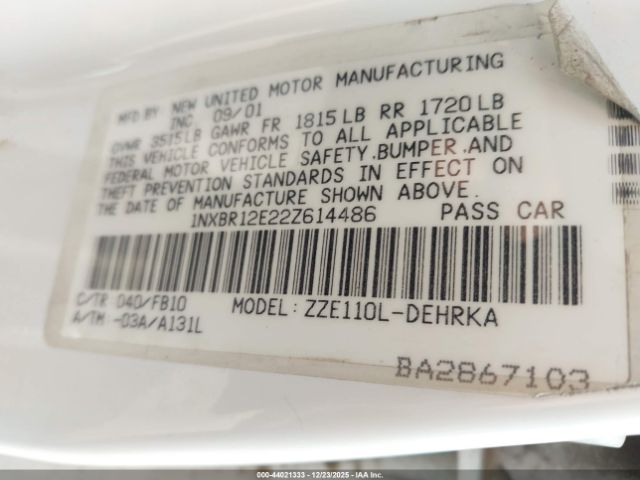 MFD BY: NEW UNITED MOTOR MANUFACTURING
INC. 09/01
GVWR 3515LB GAWR FR 1815LB RR 1720LB
THIS VEHICLE CONFORMS TO ALL APPLICABLE
FEDERAL MOTOR VEHICLE SAFETY,BUMPER,AND
THEFT PREVENTION STANDARDS IN EFFECT ON
THE DATE OF MANUFACTURE SHOWN ABOVE.
1NXBR12E22Z614486 PASS CAR
C/TR 040/FB10 MODEL: ZZE110L-DEHRKA
A/TM -03A/A131L
BA2867103
000-44021333 - 12/23/2025 - IAA Inc.